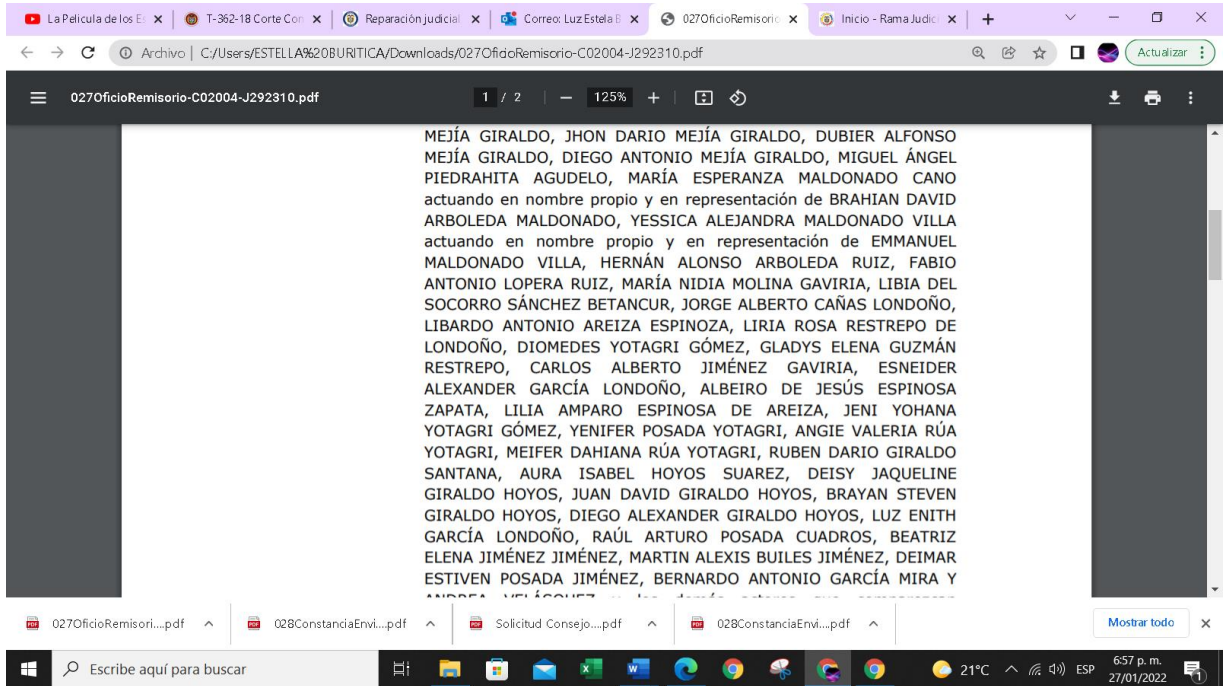 La Pelicula de los Es
T-362-18 Corte Con
Reparación judicial
Correo: Luz Estela B
027OficioRemisorio
Inicio - Rama Judici
Archivo | C:/Users/ESTELLA%20BURITICA/Downloads/027OficioRemisorio-C02004-J292310.pdf
Actualizar
027OficioRemisorio-C02004-J292310.pdf
1 / 2 | — 125% +
MEJÍA GIRALDO, JHON DARIO MEJÍA GIRALDO, DUBIER ALFONSO
MEJÍA GIRALDO, DIEGO ANTONIO MEJÍA GIRALDO, MIGUEL ÁNGEL
PIEDRAHITA AGUDELO, MARÍA ESPERANZA MALDONADO CANO
actuando en nombre propio y en representación de BRAHIAN DAVID
ARBOLEDA MALDONADO, YESSICA ALEJANDRA MALDONADO VILLA
actuando en nombre propio y en representación de EMMANUEL
MALDONADO VILLA, HERNÁN ALONSO ARBOLEDA RUIZ, FABIO
ANTONIO LOPERA RUIZ, MARÍA NIDIA MOLINA GAVIRIA, LIBIA DEL
SOCORRO SÁNCHEZ BETANCUR, JORGE ALBERTO CAÑAS LONDOÑO,
LIBARDO ANTONIO AREIZA ESPINOZA, LIRIA ROSA RESTREPO DE
LONDOÑO, DIOMEDES YOTAGRI GÓMEZ, GLADYS ELENA GUZMÁN
RESTREPO, CARLOS ALBERTO JIMÉNEZ GAVIRIA, ESNEIDER
ALEXANDER GARCÍA LONDOÑO, ALBEIRO DE JESÚS ESPINOSA
ZAPATA, LILIA AMPARO ESPINOSA DE AREIZA, JENI YOHANA
YOTAGRI GÓMEZ, YENIFER POSADA YOTAGRI, ANGIE VALERIA RÚA
YOTAGRI, MEIFER DAHIANA RÚA YOTAGRI, RUBEN DARIO GIRALDO
SANTANA, AURA ISABEL HOYOS SUAREZ, DEISY JAQUELINE
GIRALDO HOYOS, JUAN DAVID GIRALDO HOYOS, BRAYAN STEVEN
GIRALDO HOYOS, DIEGO ALEXANDER GIRALDO HOYOS, LUZ ENITH
GARCÍA LONDOÑO, RAÚL ARTURO POSADA CUADROS, BEATRIZ
ELENA JIMÉNEZ JIMÉNEZ, MARTIN ALEXIS BUILES JIMÉNEZ, DEIMAR
ESTIVEN POSADA JIMÉNEZ, BERNARDO ANTONIO GARCÍA MIRA Y
ANDREA VELÁSQUEZ y los demás actores que
027OficioRemisori....pdf
028ConstanciaEnvi....pdf
Solicitud Consejo....pdf
028ConstanciaEnvi....pdf
Mostrar todo
Escribe aquí para buscar
21°C
ESP
6:57 p. m.
27/01/2022
1